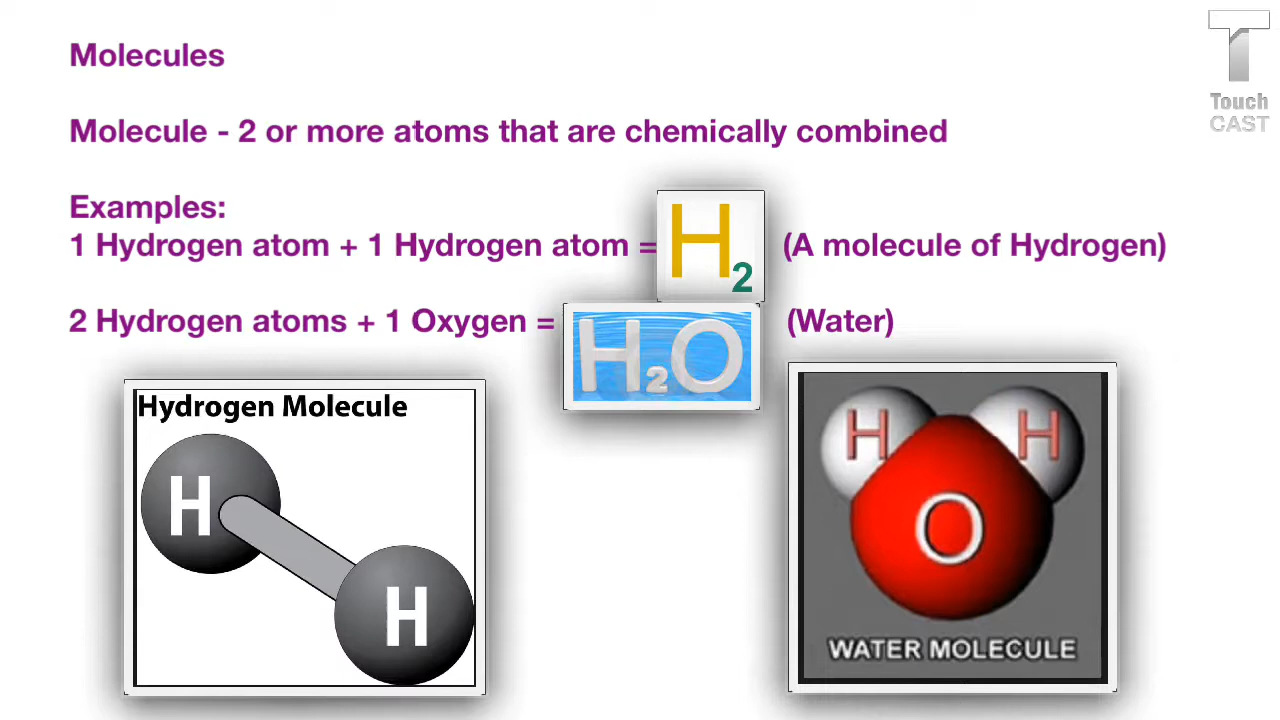 Molecules
Touch
CAST
Molecule - 2 or more atoms that are chemically combined
Examples:
1 Hydrogen atom + 1 Hydrogen atom = H2 (A molecule of Hydrogen)
2 Hydrogen atoms + 1 Oxygen = H2O (Water)
Hydrogen Molecule
H
H
H H
O
WATER MOLECULE